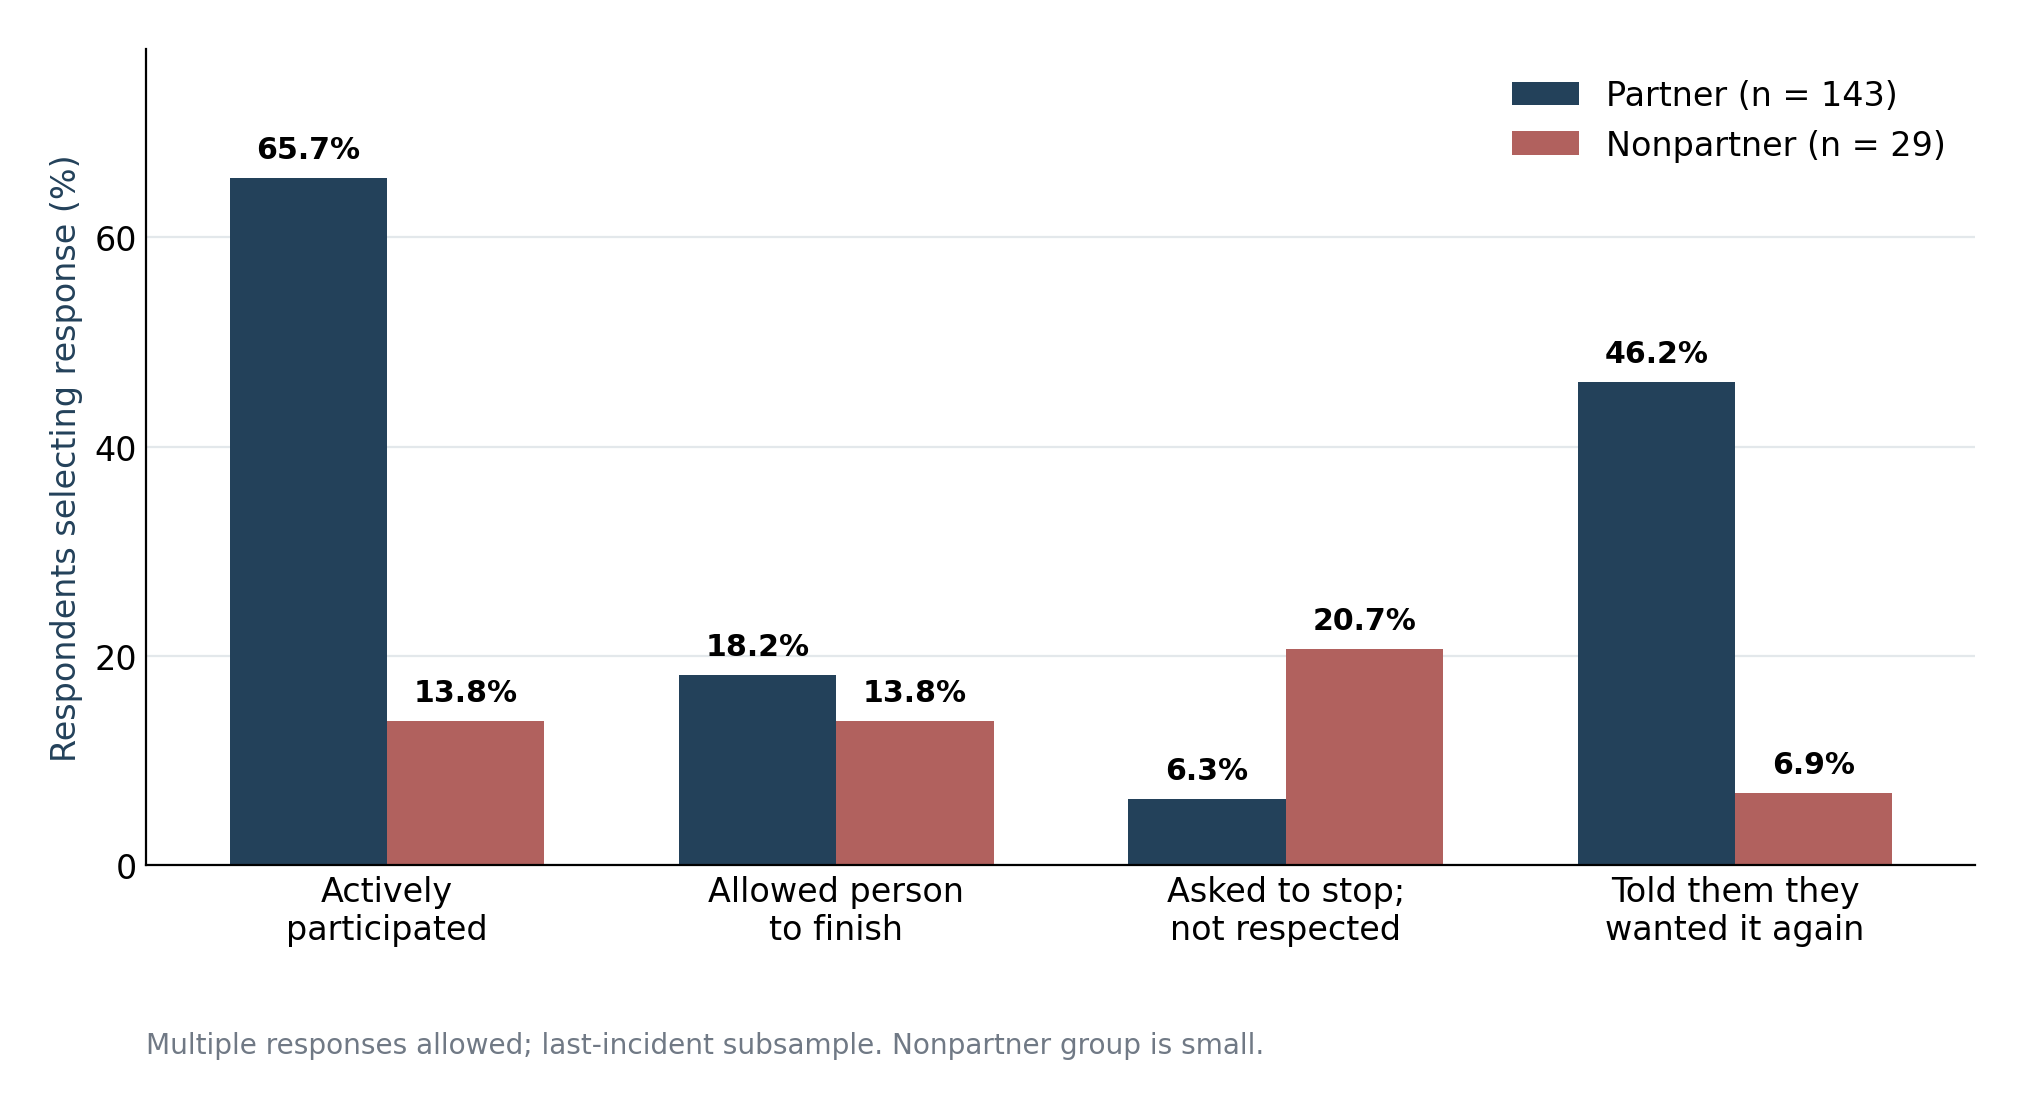 Partner (n = 143)
Nonpartner (n = 29)
Respondents selecting response (%)
60
40
20
0
65.7%
13.8%
18.2%
13.8%
6.3%
20.7%
46.2%
6.9%
Actively
participated
Allowed person
to finish
Asked to stop;
not respected
Told them they
wanted it again
Multiple responses allowed; last-incident subsample. Nonpartner group is small.